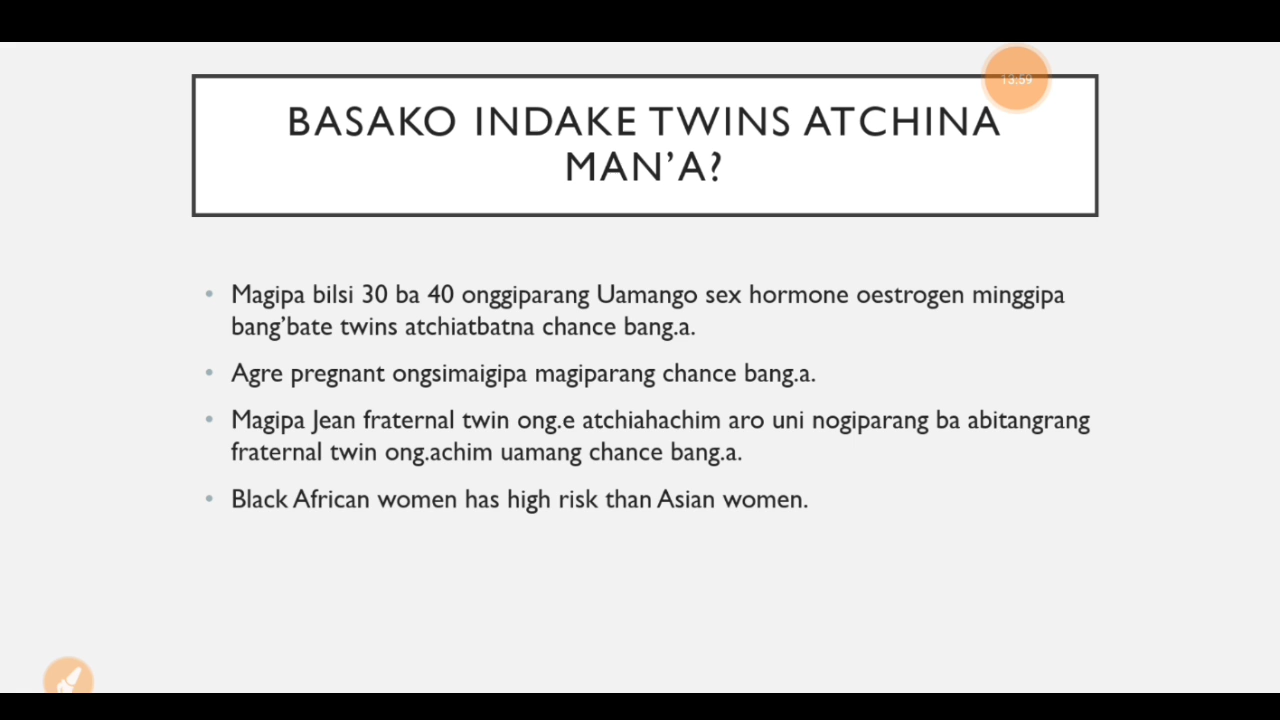 13:59
BASAKO INDAKE TWINS ATCHINA
MAN'A?
• Magipa bilsi 30 ba 40 onggiparang Uamango sex hormone oestrogen minggipa
bang'bate twins atchiatbatna chance bang.a.
• Agre pregnant ongsimaigipa magiparang chance bang.a.
• Magipa Jean fraternal twin ong.e atchiahachim aro uni nogiparang ba abitangrang
fraternal twin ong.achim uamang chance bang.a.
• Black African women has high risk than Asian women.